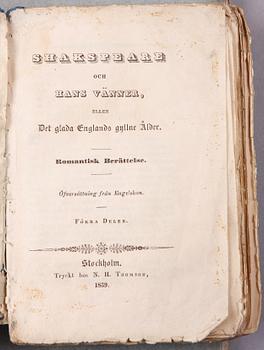 SHAKSPEARE
OCH
HANS VÄNNER,
ELLER
Det glada Englands gyllne Ålder.
Romantisk Berättelse.
Öfversättning från Engelskan.
FÖRRA DELEN.
Stockholm.
Tryckt hos N. H. THOMSON,
1839.